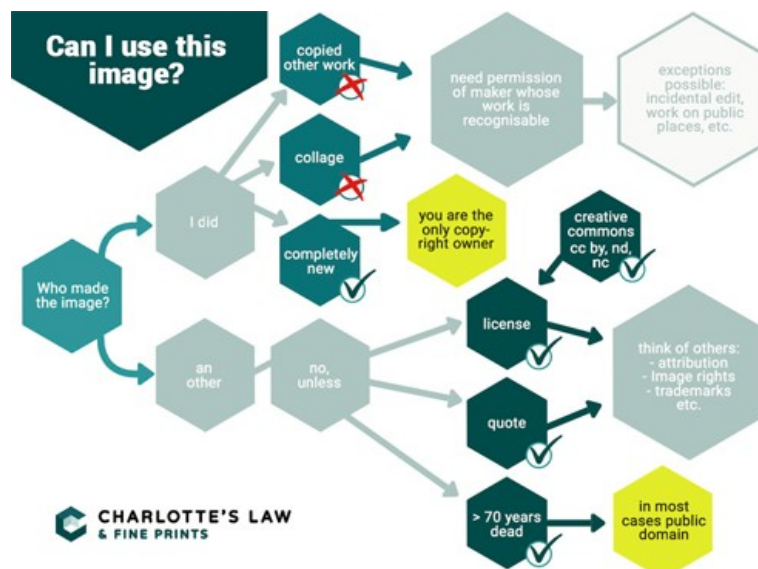 Can I use this
image?
copied
other work
need permission
of maker whose
work is
recognisable
exceptions
possible:
incidental edit,
work on public
places, etc.
collage
I did
completely
new
you are the
only copy-
right owner
creative
commons
cc by, nd,
nc
Who made
the image?
an
other
no,
unless
license
think of others:
- attribution
- Image rights
- trademarks
etc.
quote
> 70 years
dead
in most
cases public
domain
CHARLOTTE'S LAW
& FINE PRINTS